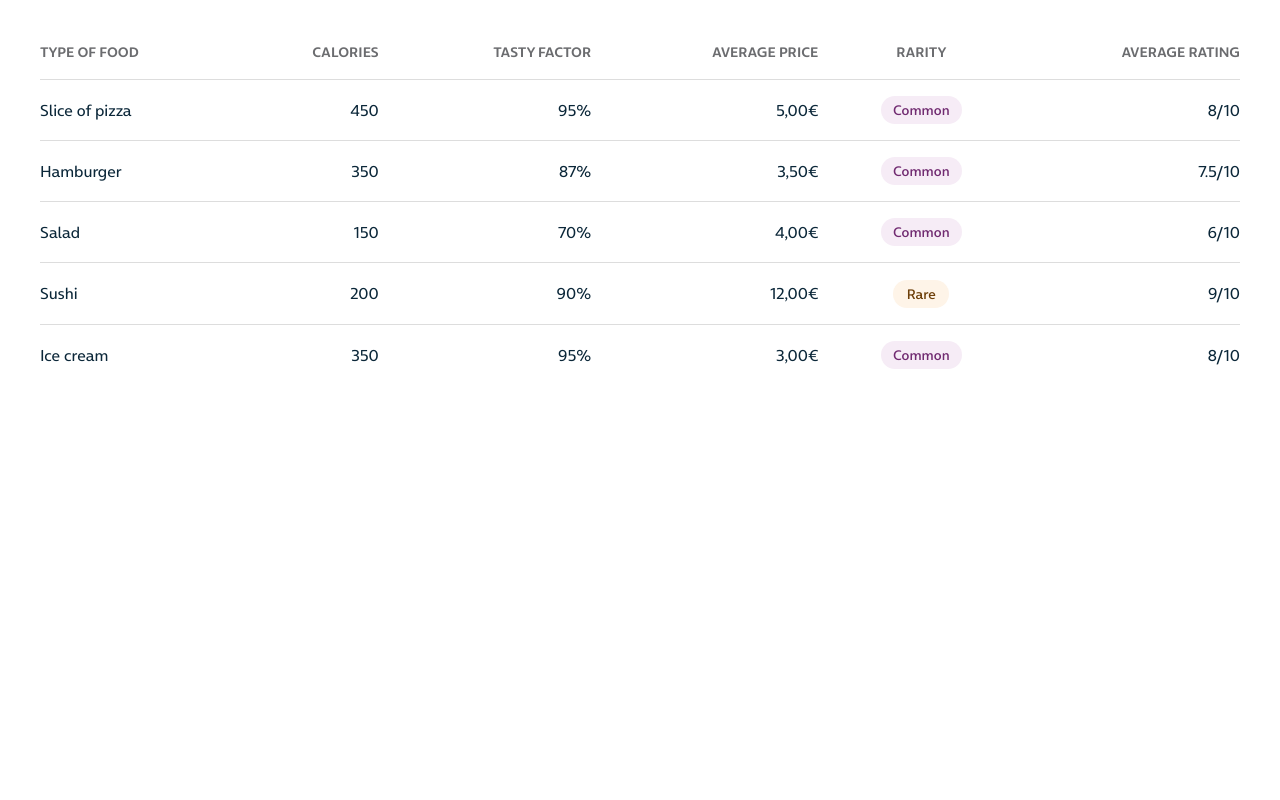 TYPE OF FOOD CALORIES TASTY FACTOR AVERAGE PRICE RARITY AVERAGE RATING
Slice of pizza 450 95% 5,00€ Common 8/10
Hamburger 350 87% 3,50€ Common 7.5/10
Salad 150 70% 4,00€ Common 6/10
Sushi 200 90% 12,00€ Rare 9/10
Ice cream 350 95% 3,00€ Common 8/10